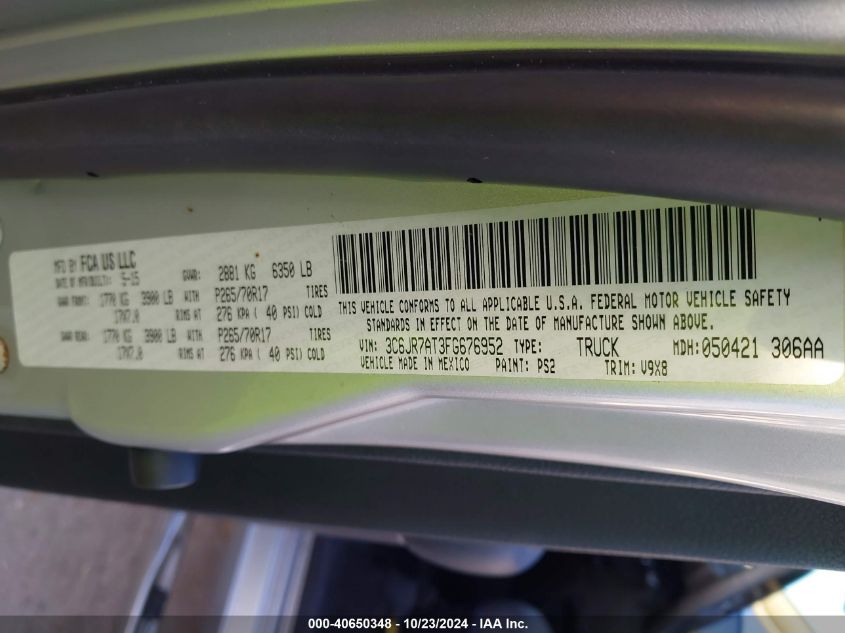 MFD BY FCA US LLC
DATE OF MFR/BUILT: 5-15 GVWR: 2881 KG 6350 LB
GAWR FRONT: 1770 KG 3900 LB WITH P265/70R17 TIRES
17X7.0 RIMS AT 276 KPA ( 40 PSI) COLD
GAWR REAR: 1770 KG 3900 LB WITH P265/70R17 TIRES
17X7.0 RIMS AT 276 KPA ( 40 PSI) COLD
THIS VEHICLE CONFORMS TO ALL APPLICABLE U.S.A. FEDERAL MOTOR VEHICLE SAFETY
STANDARDS IN EFFECT ON THE DATE OF MANUFACTURE SHOWN ABOVE.
VIN: 3C6JR7AT3FG676952 TYPE: TRUCK MDH: 050421 306AA
VEHICLE MADE IN MEXICO PAINT: PS2 TRIM: V9X8
000-40650348 | 10/23/2024 | IAA Inc.